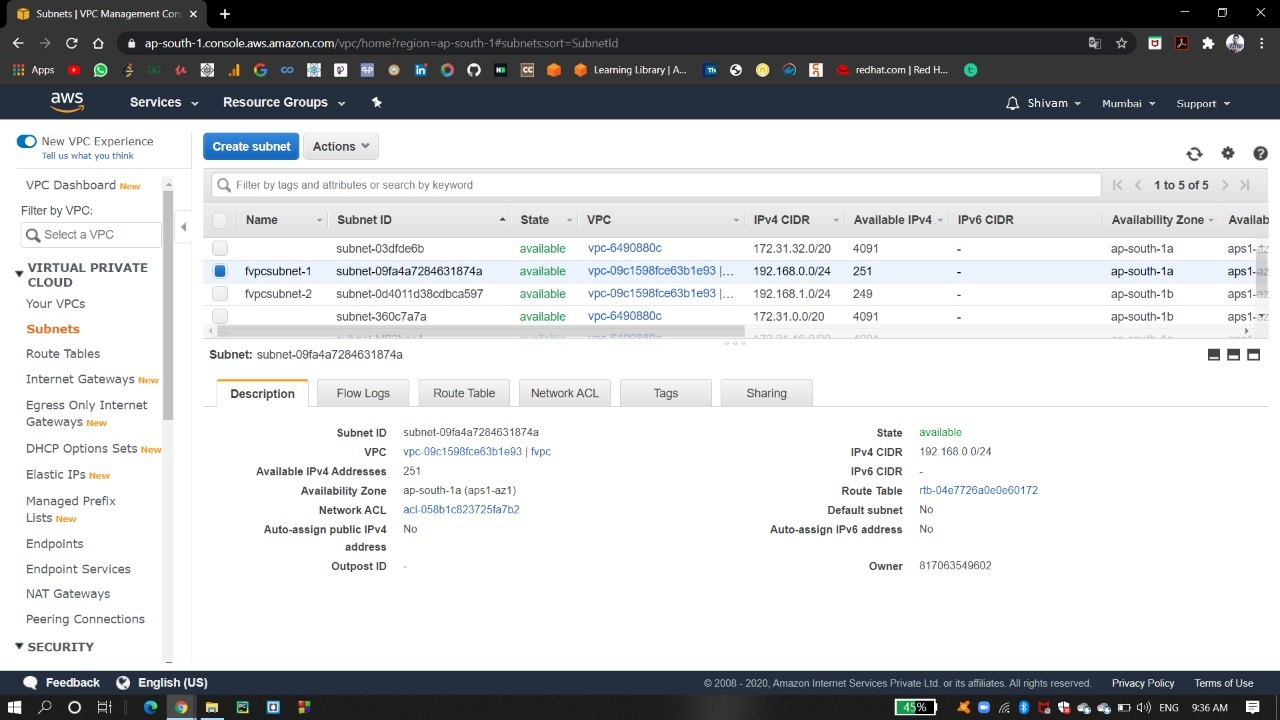 Subnets | VPC Management Con
ap-south-1.console.aws.amazon.com/vpc/home?region=ap-south-1#subnets:sort=SubnetId
Apps
Learning Library | A...
redhat.com | Red H...
aws
Services
Resource Groups
Shivam
Mumbai
Support
New VPC Experience
Tell us what you think
Create subnet
Actions
VPC Dashboard New
Filter by VPC:
Select a VPC
VIRTUAL PRIVATE
CLOUD
Your VPCs
Subnets
Route Tables
Internet Gateways New
Egress Only Internet
Gateways New
DHCP Options Sets New
Elastic IPs New
Managed Prefix
Lists New
Endpoints
Endpoint Services
NAT Gateways
Peering Connections
SECURITY
Filter by tags and attributes or search by keyword
1 to 5 of 5
Name Subnet ID State VPC IPv4 CIDR Available IPv4 IPv6 CIDR Availability Zone Availab
subnet-03dfde6b available vpc-6490880c 172.31.32.0/20 4091 - ap-south-1a aps1-
fvpcsubnet-1 subnet-09fa4a7284631874a available vpc-09c1598fce63b1e93 |... 192.168.0.0/24 251 - ap-south-1a aps1-
fvpcsubnet-2 subnet-0d4011d38cdbca597 available vpc-09c1598fce63b1e93 |... 192.168.1.0/24 249 - ap-south-1b aps1-
subnet-360c7a7a available vpc-6490880c 172.31.0.0/20 4091 - ap-south-1b aps1-
Subnet: subnet-09fa4a7284631874a
Description
Flow Logs
Route Table
Network ACL
Tags
Sharing
Subnet ID subnet-09fa4a7284631874a
VPC vpc-09c1598fce63b1e93 | fvpc
Available IPv4 Addresses 251
Availability Zone ap-south-1a (aps1-az1)
Network ACL acl-058b1c823725fa7b2
Auto-assign public IPv4 No
address
Outpost ID -
State available
IPv4 CIDR 192.168.0.0/24
IPv6 CIDR -
Route Table rtb-04e7726a0e0e60172
Default subnet No
Auto-assign IPv6 address No
Owner 817063549602
Feedback
English (US)
© 2008 - 2020, Amazon Internet Services Private Ltd. or its affiliates. All rights reserved.
Privacy Policy
Terms of Use
45%
ENG
9:36 AM